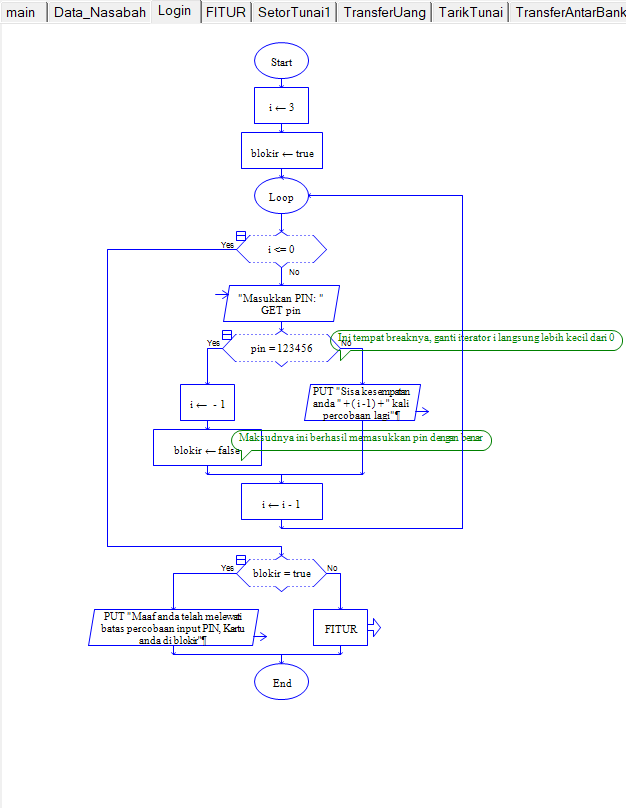 main Data_Nasabah Login FITUR SetorTunai1 TransferUang TarikTunai TransferAntarBank
Start
i ← 3
blokir ← true
Loop
Yes
i <= 0
No
"Masukkan PIN: "
GET pin
Yes
pin = 123456
No
Ini tempat breaknya, ganti iterator i langsung lebih kecil dari 0
i ← - 1
PUT "Sisa kesempatan
anda " + ( i - 1) + " kali
percobaan lagi"¶
blokir ← false
Maksudnya ini berhasil memasukkan pin dengan benar
i ← i - 1
Yes
blokir = true
No
PUT "Maaf anda telah melewati
batas percobaan input PIN, Kartu
anda di blokir"¶
FITUR
End